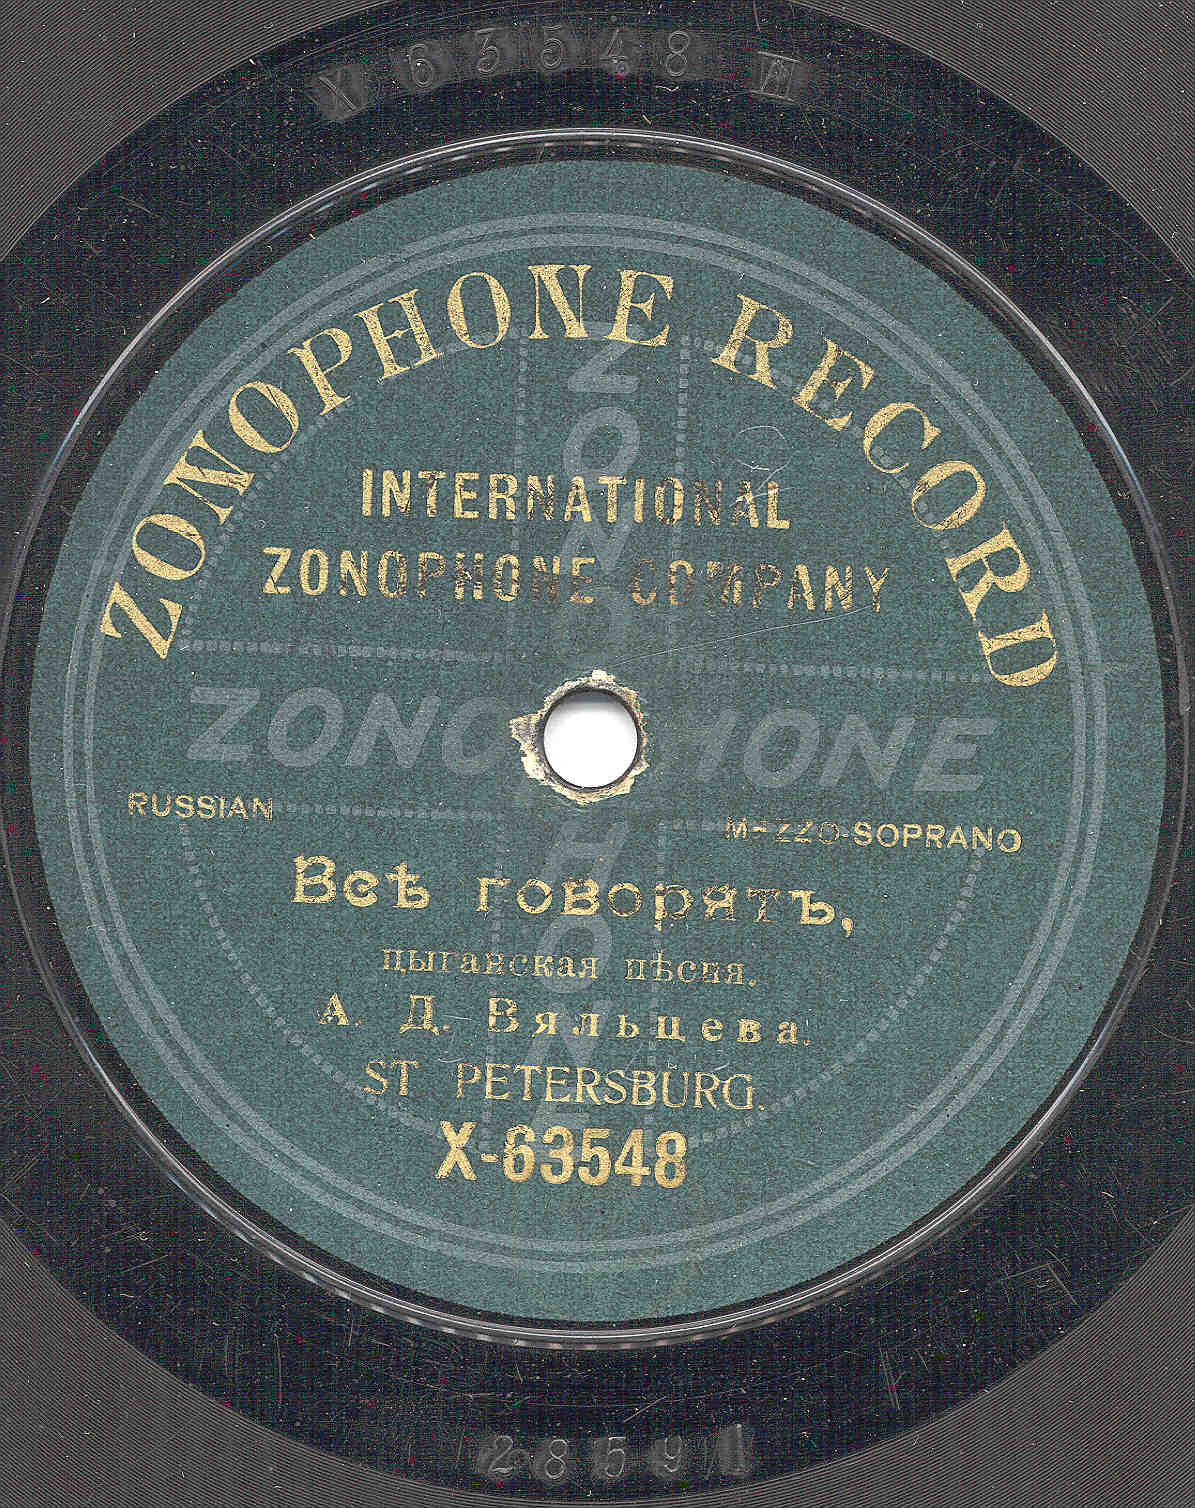 X 63548
ZONOPHONE RECORD
INTERNATIONAL
ZONOPHONE COMPANY
ZONOPHONE
ZONOPHONE
RUSSIAN
MEZZO-SOPRANO
Всѣ говорятъ,
цыганская пѣсня.
А. Д. Вяльцева.
ST PETERSBURG.
X-63548
28591